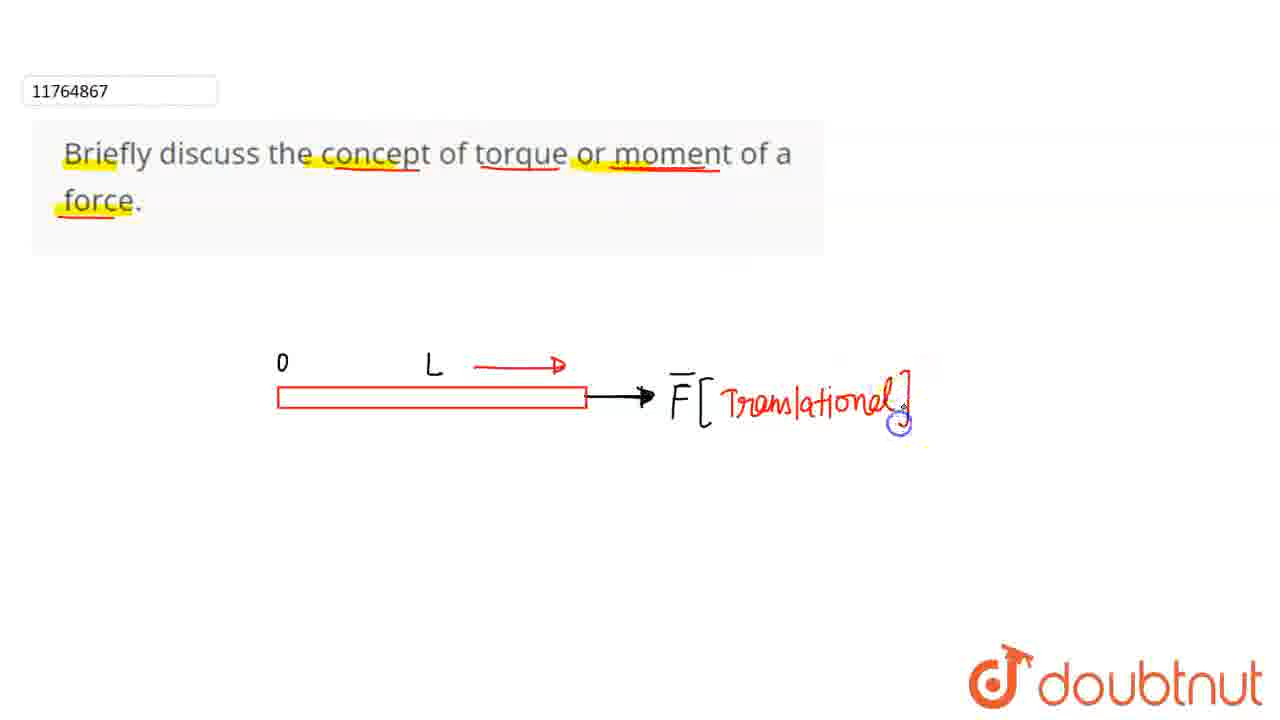 11764867
Briefly discuss the concept of torque or moment of a
force.
0 L
F [Translational]
doubtnut